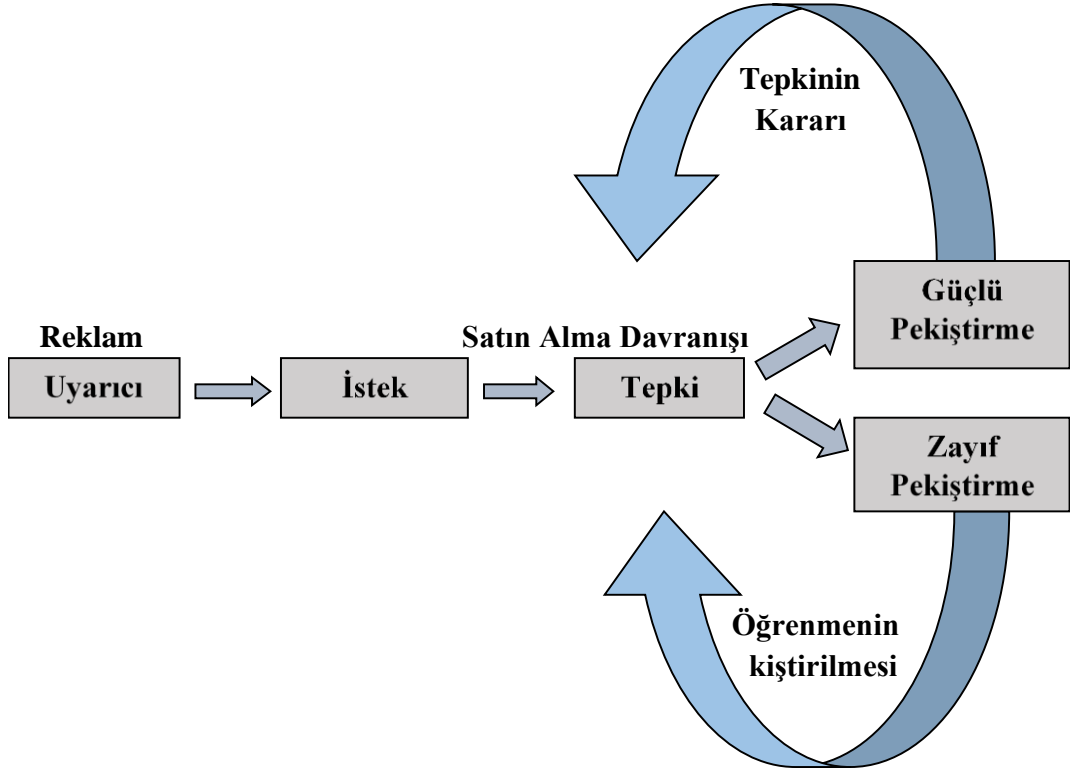 Tepkinin
Kararı
Güçlü
Pekiştirme
Reklam
Satın Alma Davranışı
Uyarıcı
İstek
Tepki
Zayıf
Pekiştirme
Öğrenmenin
kiştirilmesi